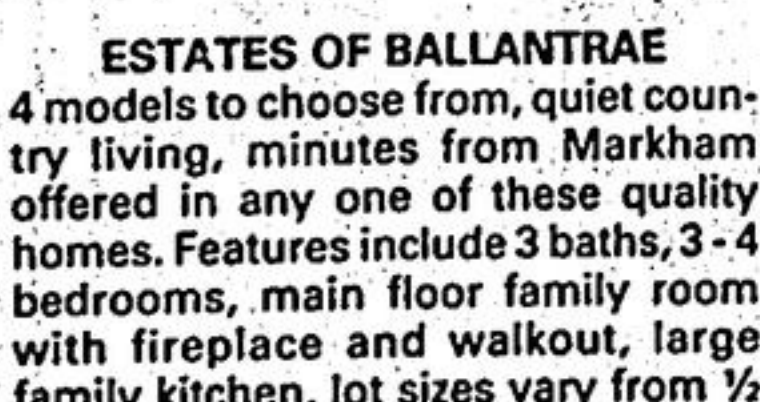 ESTATES OF BALLANTRAE
4 models to choose from, quiet coun-
try living, minutes from Markham
offered in any one of these quality
homes. Features include 3 baths, 3 - 4
bedrooms, main floor family room
with fireplace and walkout, large
family kitchen, lot sizes vary from ½